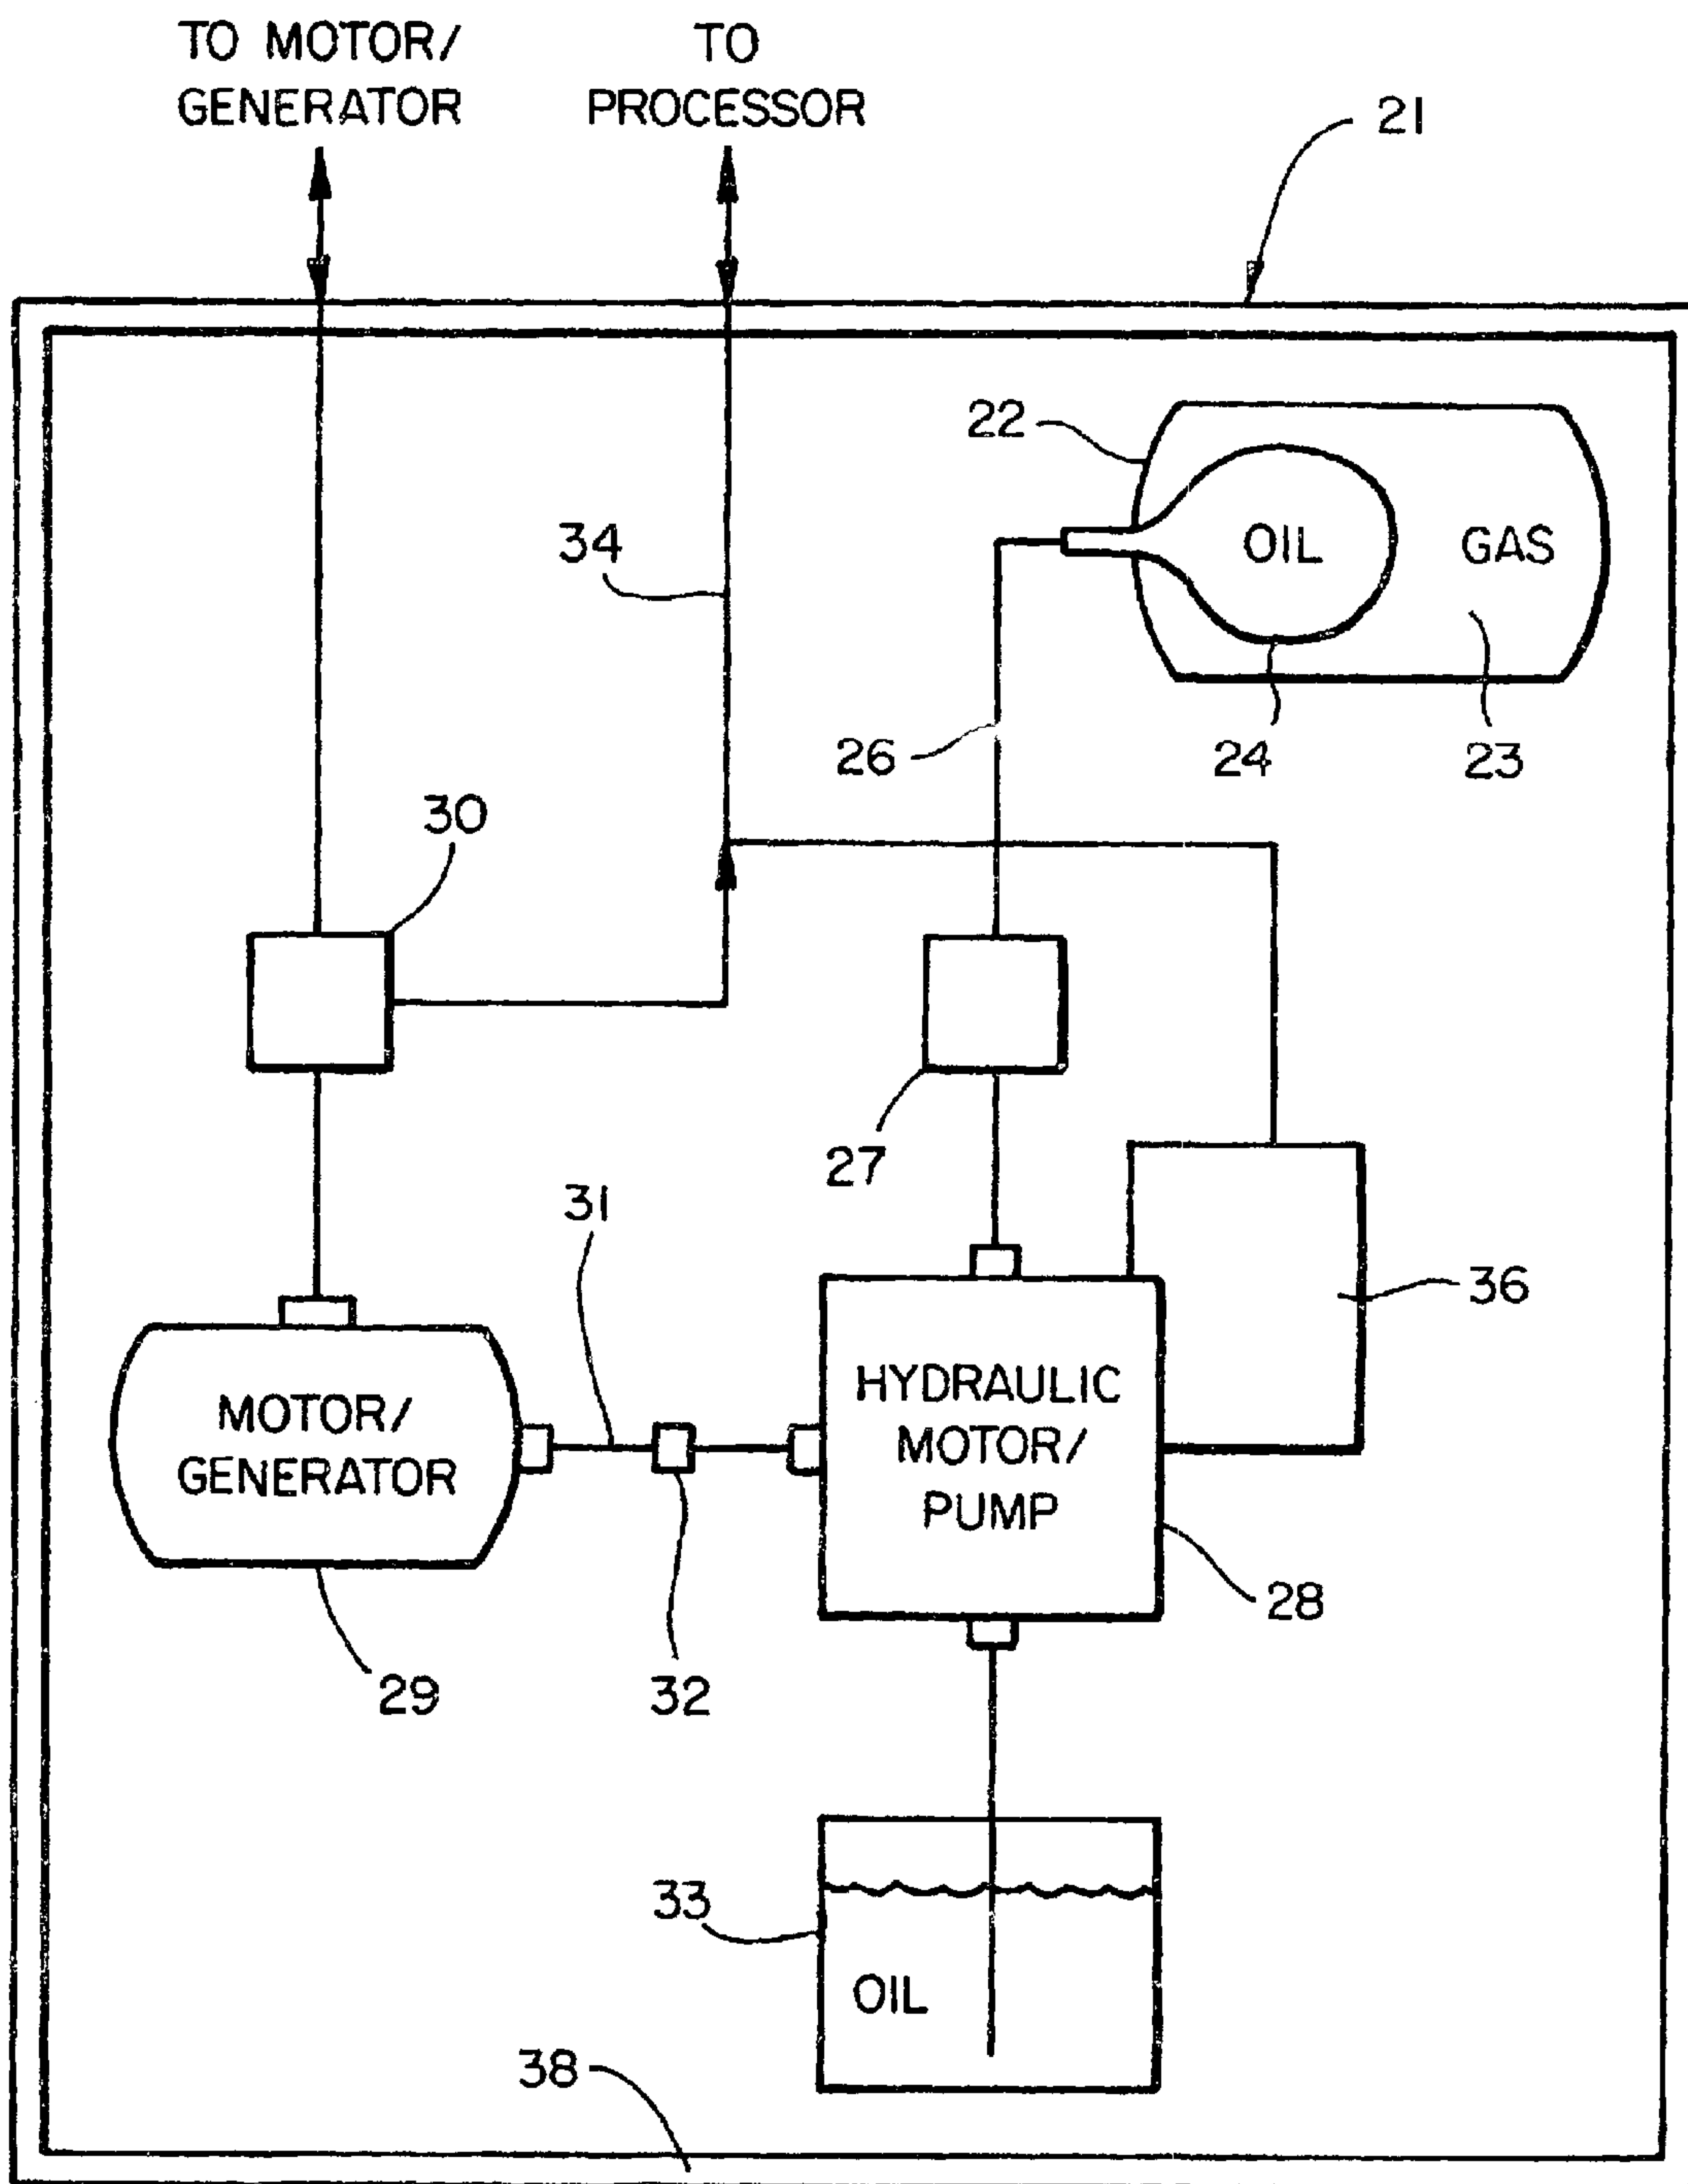 TO MOTOR/
GENERATOR
TO
PROCESSOR
21
22
OIL
GAS
34
26
24
23
30
27
31
36
HYDRAULIC
MOTOR/
PUMP
MOTOR/
GENERATOR
28
29
32
33
OIL
38